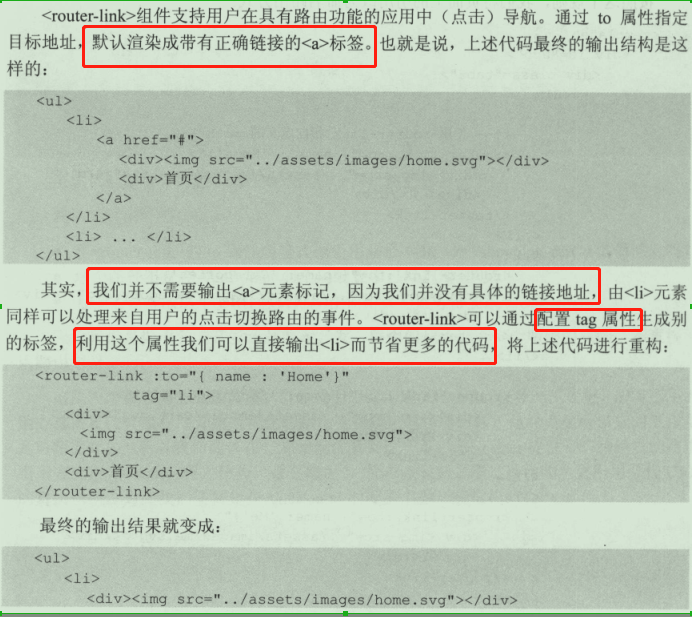 <router-link>组件支持用户在具有路由功能的应用中（点击）导航。通过 to 属性指定
目标地址，默认渲染成带有正确链接的<a>标签。也就是说，上述代码最终的输出结构是这
样的：
<ul>
<li>
<a href="#">
<div><img src="../assets/images/home.svg"></div>
<div>首页</div>
</a>
</li>
<li> ... </li>
</ul>
其实，我们并不需要输出<a>元素标记，因为我们并没有具体的链接地址，由<li>元素
同样可以处理来自用户的点击切换路由的事件。<router-link>可以通过配置 tag 属性生成别
的标签，利用这个属性我们可以直接输出<li>而节省更多的代码，将上述代码进行重构：
<router-link :to="{ name : 'Home'}"
tag="li">
<div>
<img src="../assets/images/home.svg">
</div>
<div>首页</div>
</router-link>
最终的输出结果就变成：
<ul>
<li>
<div><img src="../assets/images/home.svg"></div>